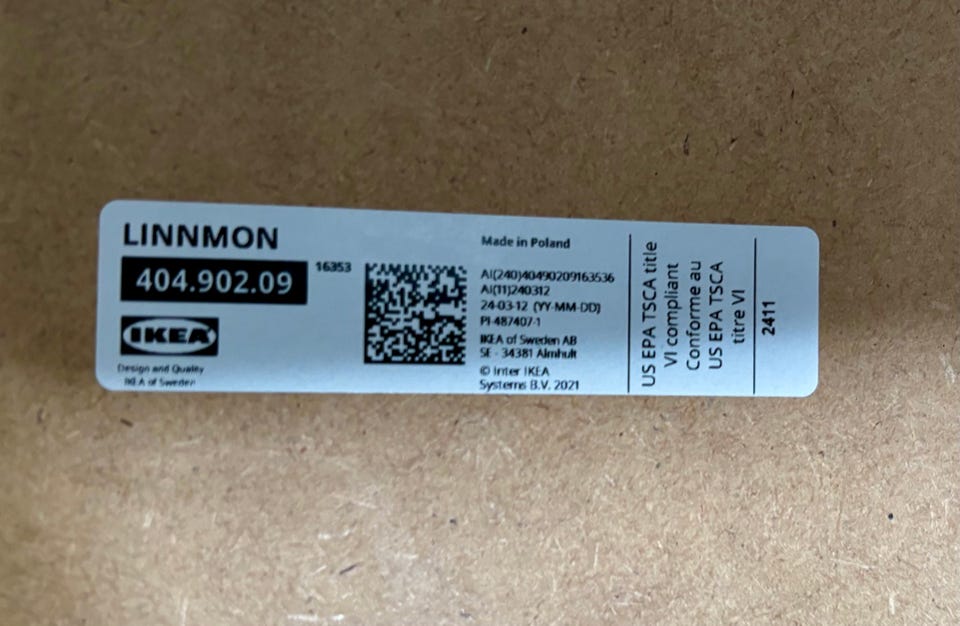 LINNMON
404.902.09
16353
IKEA
Design and Quality
IKEA of Sweden
Made in Poland
AI(240)40490209163536
AI(11)240312
24-03-12 (YY-MM-DD)
PI-487407-1
IKEA of Sweden AB
SE - 34381 Älmhult
© Inter IKEA
Systems B.V. 2021
US EPA TSCA title
VI compliant
Conforme au
US EPA TSCA
titre VI
2411